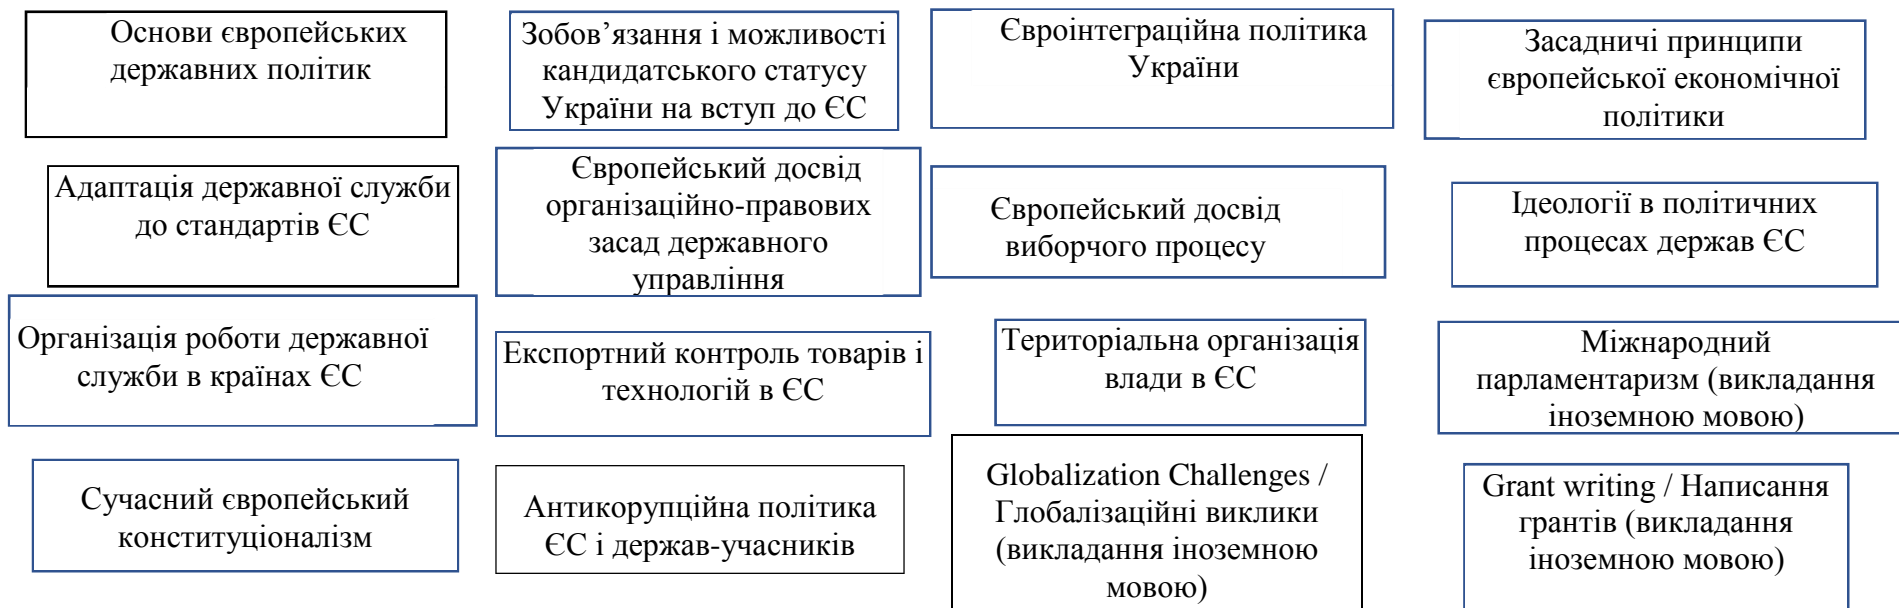 Основи європейських
державних політик
Зобов’язання і можливості
кандидатського статусу
України на вступ до ЄС
Євроінтеграційна політика
України
Засадничі принципи
європейської економічної
політики
Адаптація державної служби
до стандартів ЄС
Європейський досвід
організаційно-правових
засад державного
управління
Європейський досвід
виборчого процесу
Ідеології в політичних
процесах держав ЄС
Організація роботи державної
служби в країнах ЄС
Експортний контроль товарів і
технологій в ЄС
Територіальна організація
влади в ЄС
Міжнародний
парламентаризм (викладання
іноземною мовою)
Сучасний європейський
конституціоналізм
Антикорупційна політика
ЄС і держав-учасників
Globalization Challenges /
Глобалізаційні виклики
(викладання іноземною
мовою)
Grant writing / Написання
грантів (викладання
іноземною мовою)